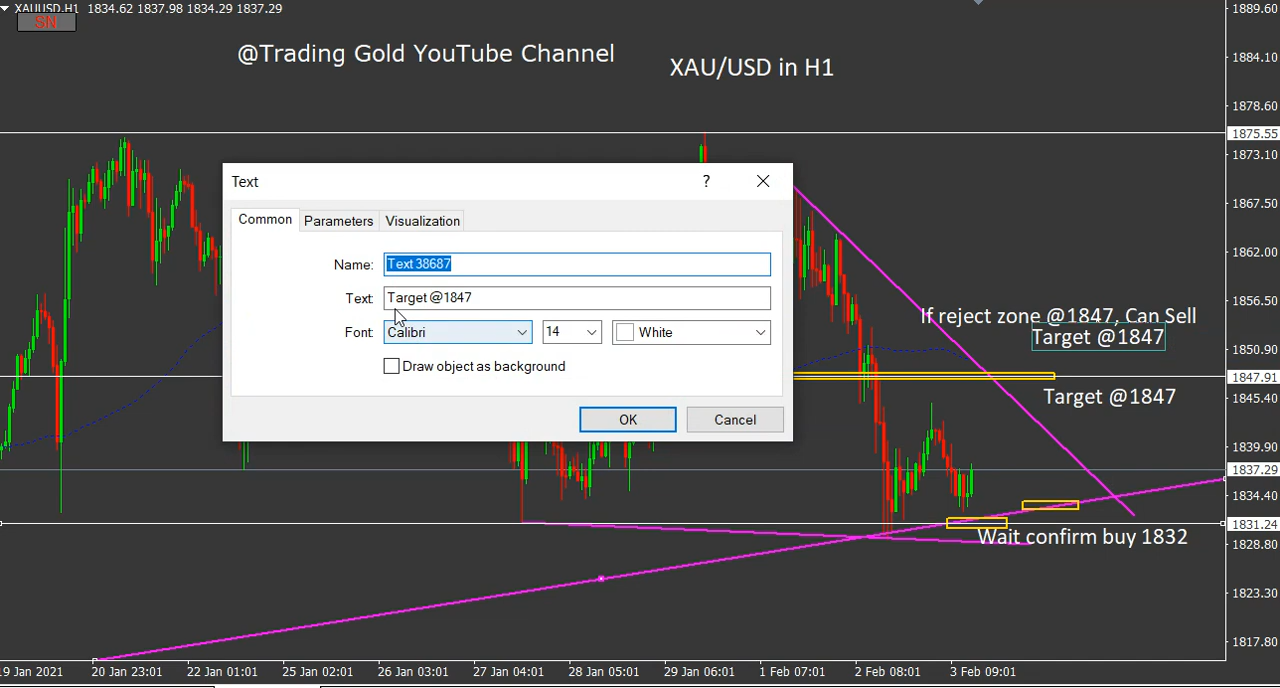 XAUUSD.H1 1834.62 1837.98 1834.29 1837.29
SN
@Trading Gold YouTube Channel
XAU/USD in H1
Text
?
Common
Parameters
Visualization
Name:
Text 38687
Text:
Target @1847
Font:
Calibri
14
White
Draw object as background
OK
Cancel
If reject zone @1847, Can Sell
Target @1847
Target @1847
Wait confirm buy 1832
1889.60
1884.10
1878.60
1875.55
1873.10
1867.50
1862.00
1856.50
1850.90
1847.91
1845.40
1839.90
1837.29
1834.40
1831.24
1828.80
1823.30
1817.80
19 Jan 2021
20 Jan 23:01
22 Jan 01:01
25 Jan 02:01
26 Jan 03:01
27 Jan 04:01
28 Jan 05:01
29 Jan 06:01
1 Feb 07:01
2 Feb 08:01
3 Feb 09:01